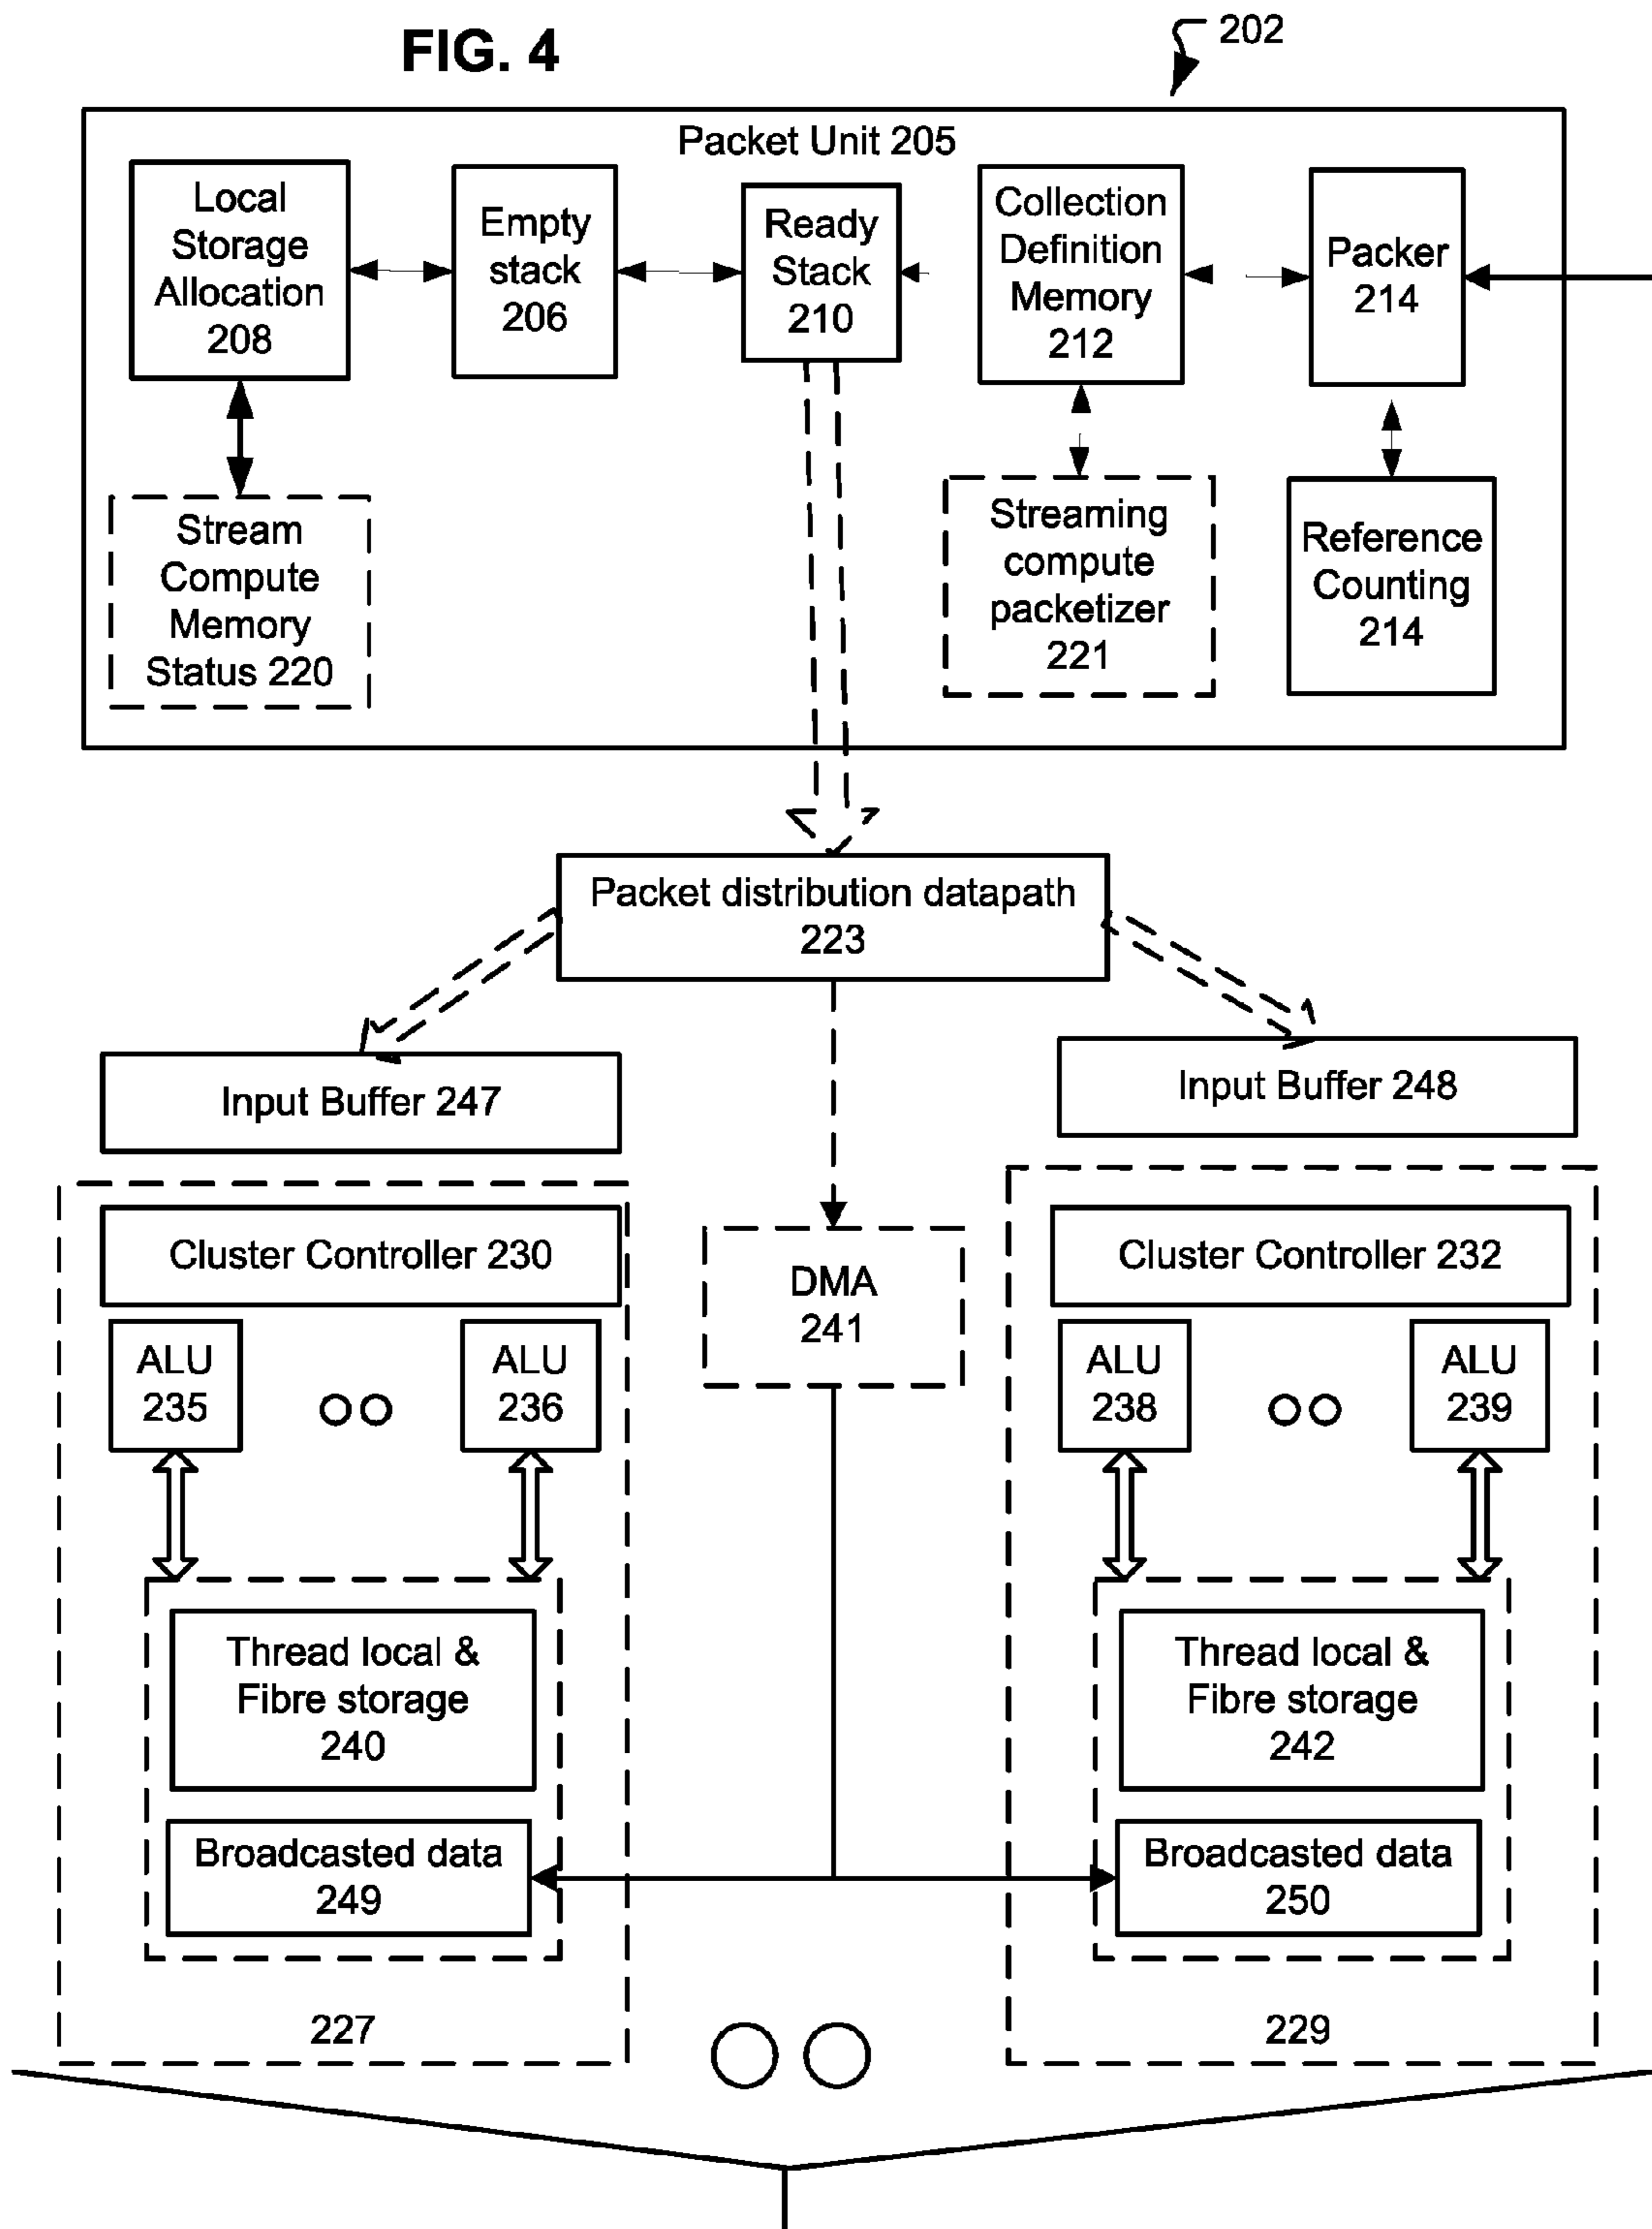 FIG. 4
202
Packet Unit 205
Local
Storage
Allocation
208
Empty
stack
206
Ready
Stack
210
Collection
Definition
Memory
212
Packer
214
Stream
Compute
Memory
Status 220
Streaming
compute
packetizer
221
Reference
Counting
214
Packet distribution datapath
223
Input Buffer 247
Input Buffer 248
Cluster Controller 230
DMA
241
Cluster Controller 232
ALU
235
ALU
236
ALU
238
ALU
239
Thread local &
Fibre storage
240
Thread local &
Fibre storage
242
Broadcasted data
249
Broadcasted data
250
227
229